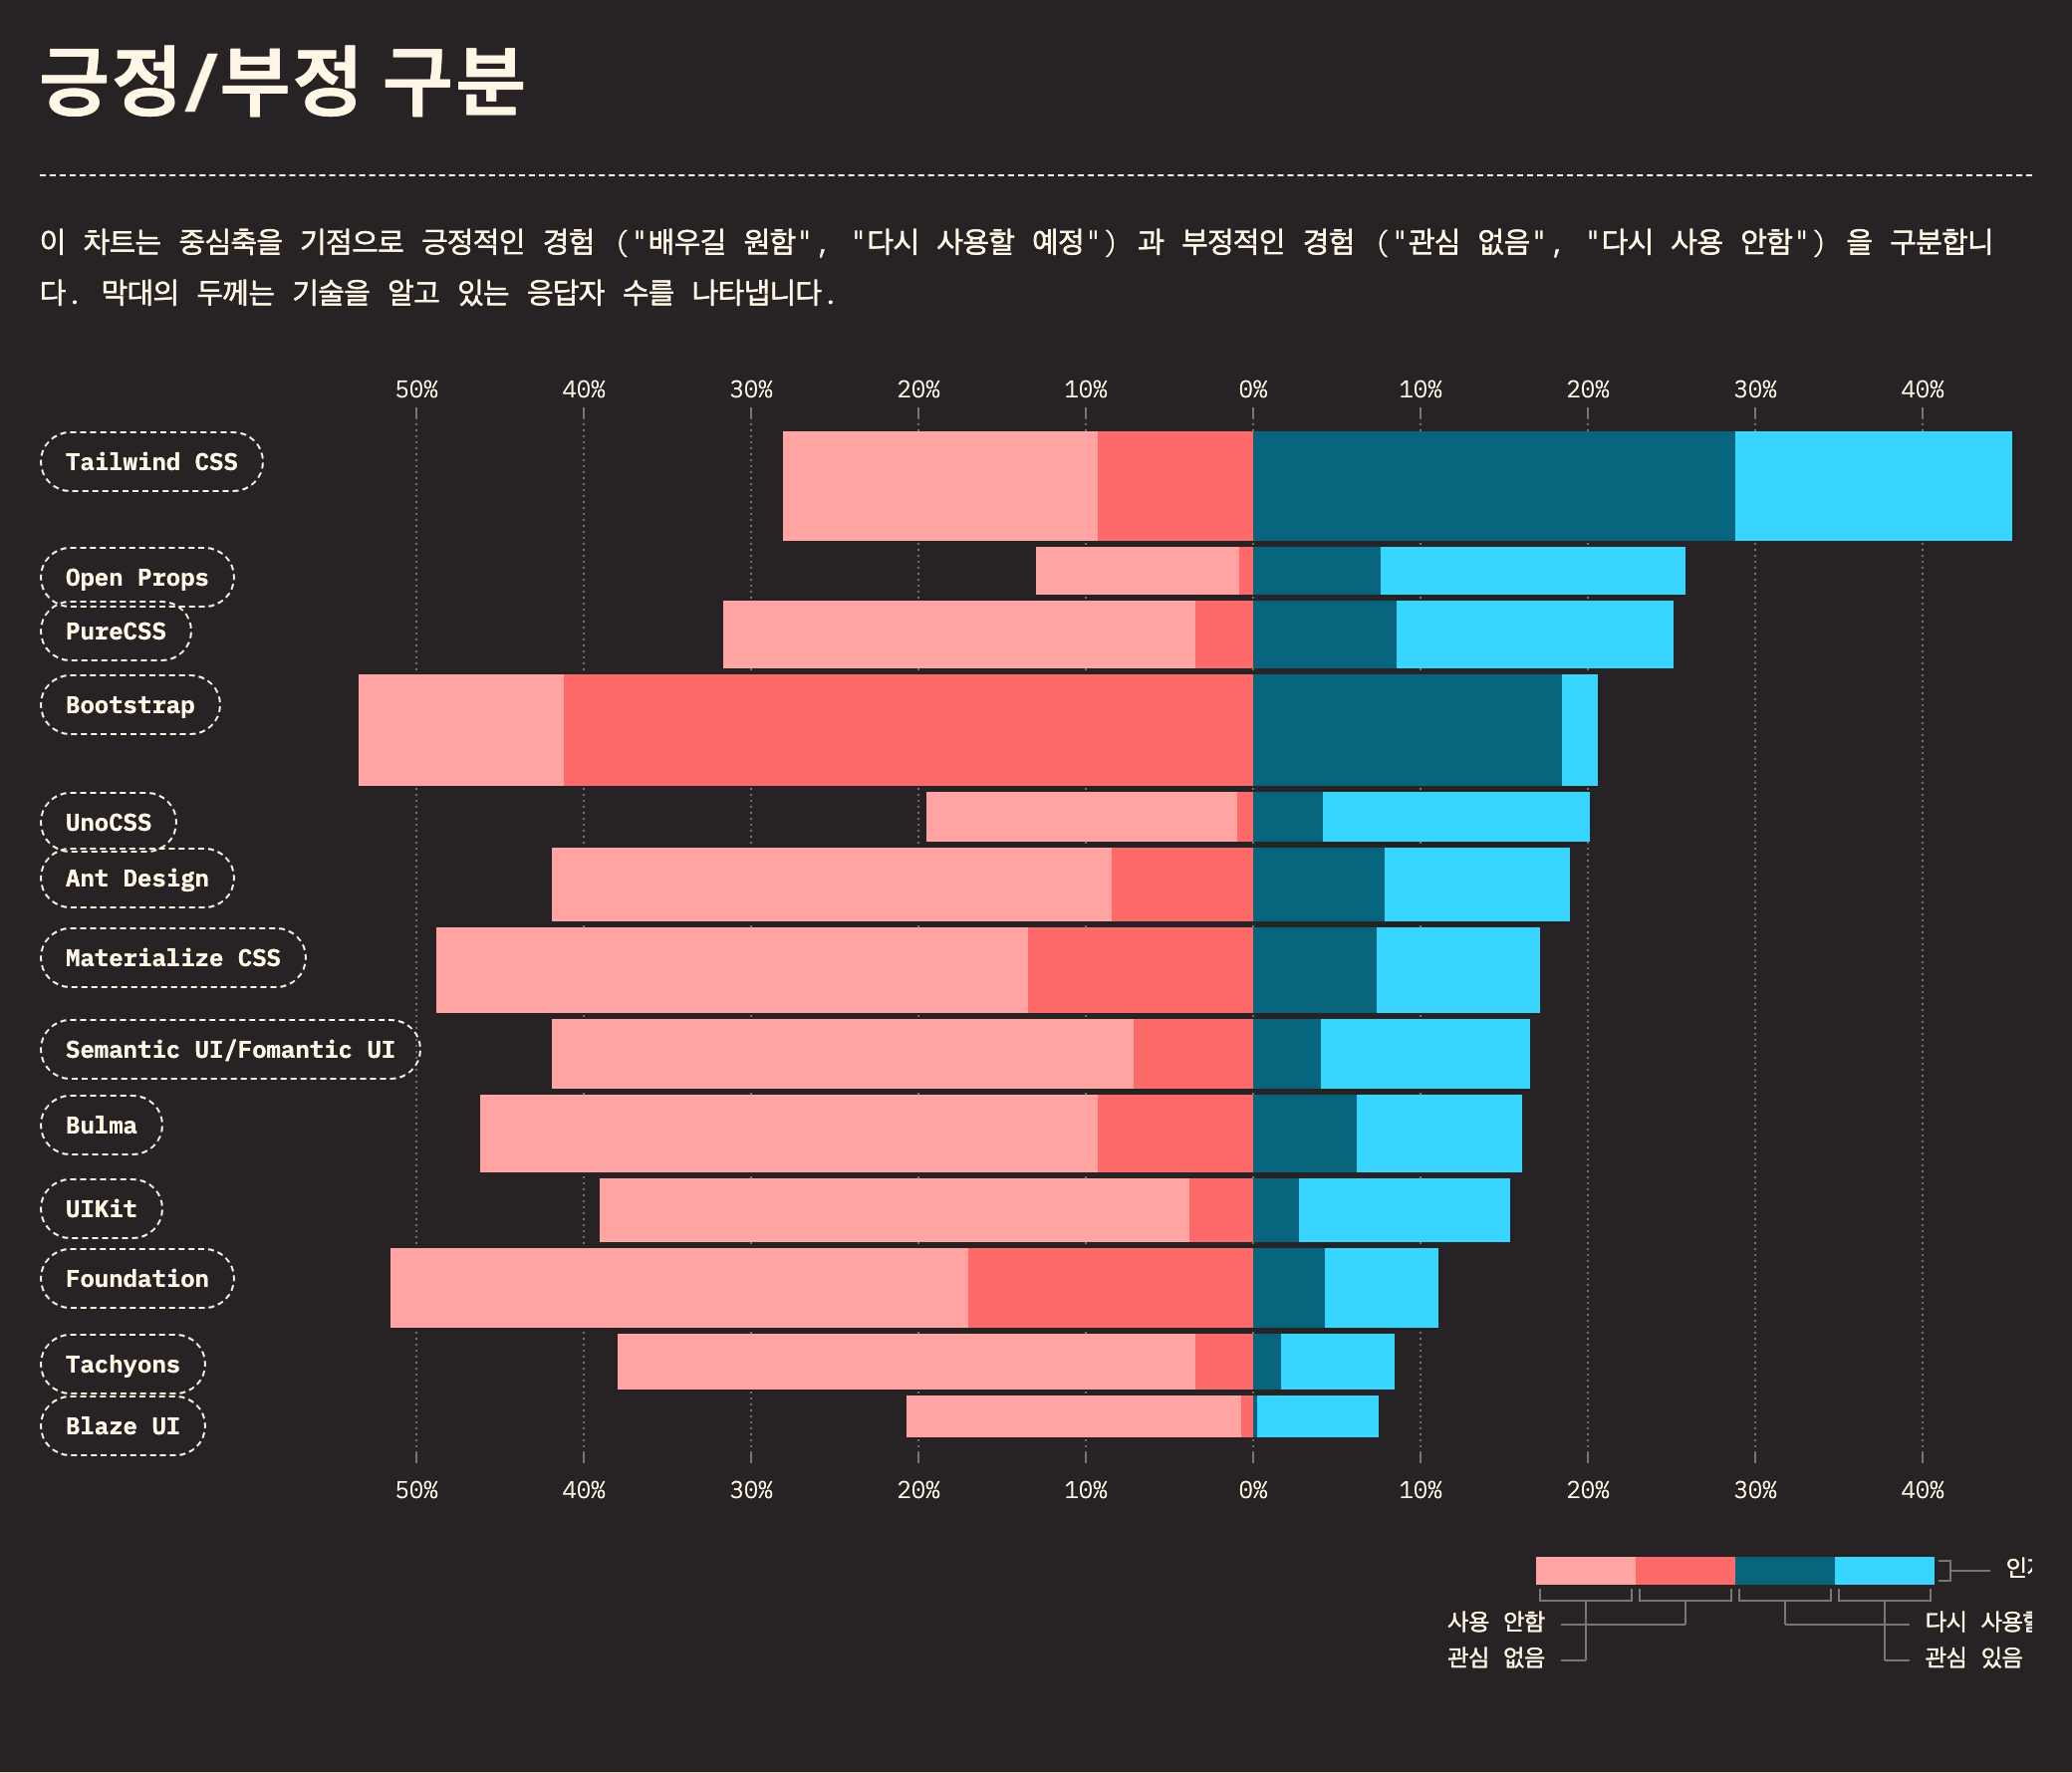 긍정/부정 구분
이 차트는 중심축을 기점으로 긍정적인 경험 ("배우길 원함", "다시 사용할 예정") 과 부정적인 경험 ("관심 없음", "다시 사용 안함") 을 구분합니
다. 막대의 두께는 기술을 알고 있는 응답자 수를 나타냅니다.
50% 40% 30% 20% 10% 0% 10% 20% 30% 40%
Tailwind CSS
Open Props
PureCSS
Bootstrap
UnoCSS
Ant Design
Materialize CSS
Semantic UI/Fomantic UI
Bulma
UIKit
Foundation
Tachyons
Blaze UI
50% 40% 30% 20% 10% 0% 10% 20% 30% 40%
사용 안함 다시
관심 없음 관심 있음